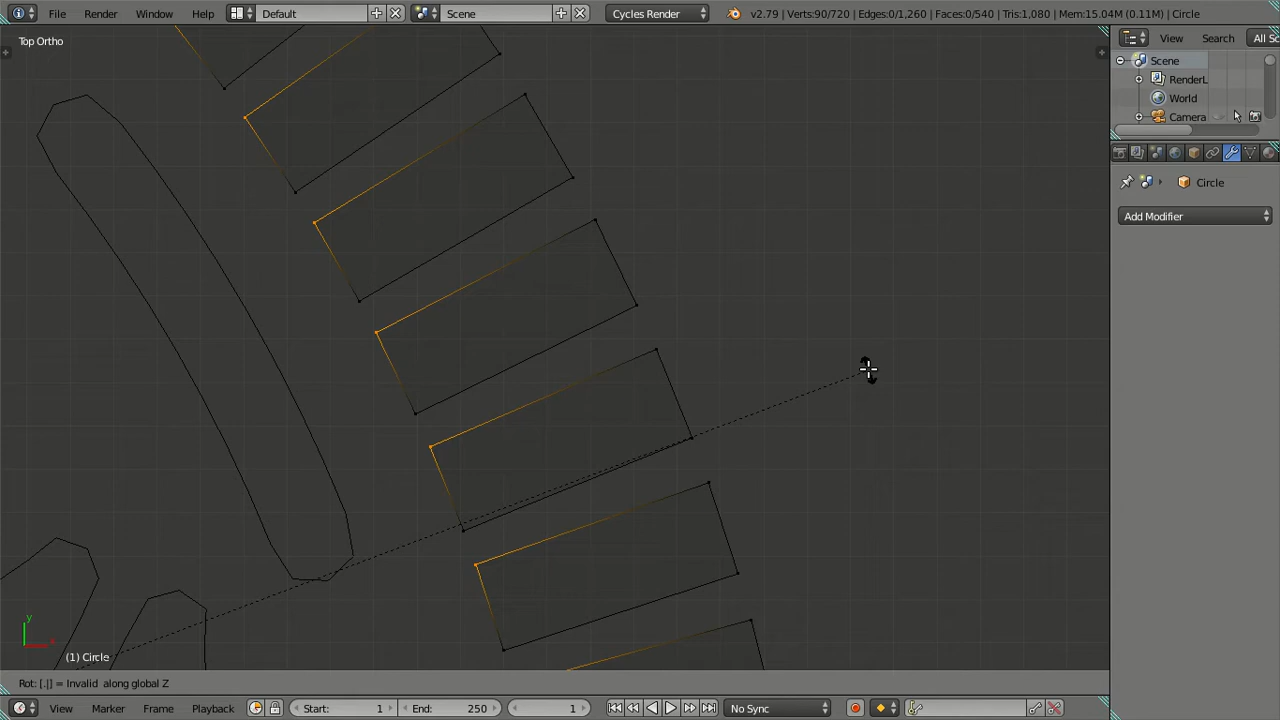 File Render Window Help Default Scene Cycles Render v2.79 | Verts:90/720 | Edges:0/1,260 | Faces:0/540 | Tris:1,080 | Mem:15.04M (0.11M) | Circle
View Search All Sc
Top Ortho
Scene
RenderL
World
Camera
Circle
Add Modifier
y
x
(1) Circle
Rot: [.|] = Invalid along global Z
View Marker Frame Playback Start: 1 End: 250 1 No Sync